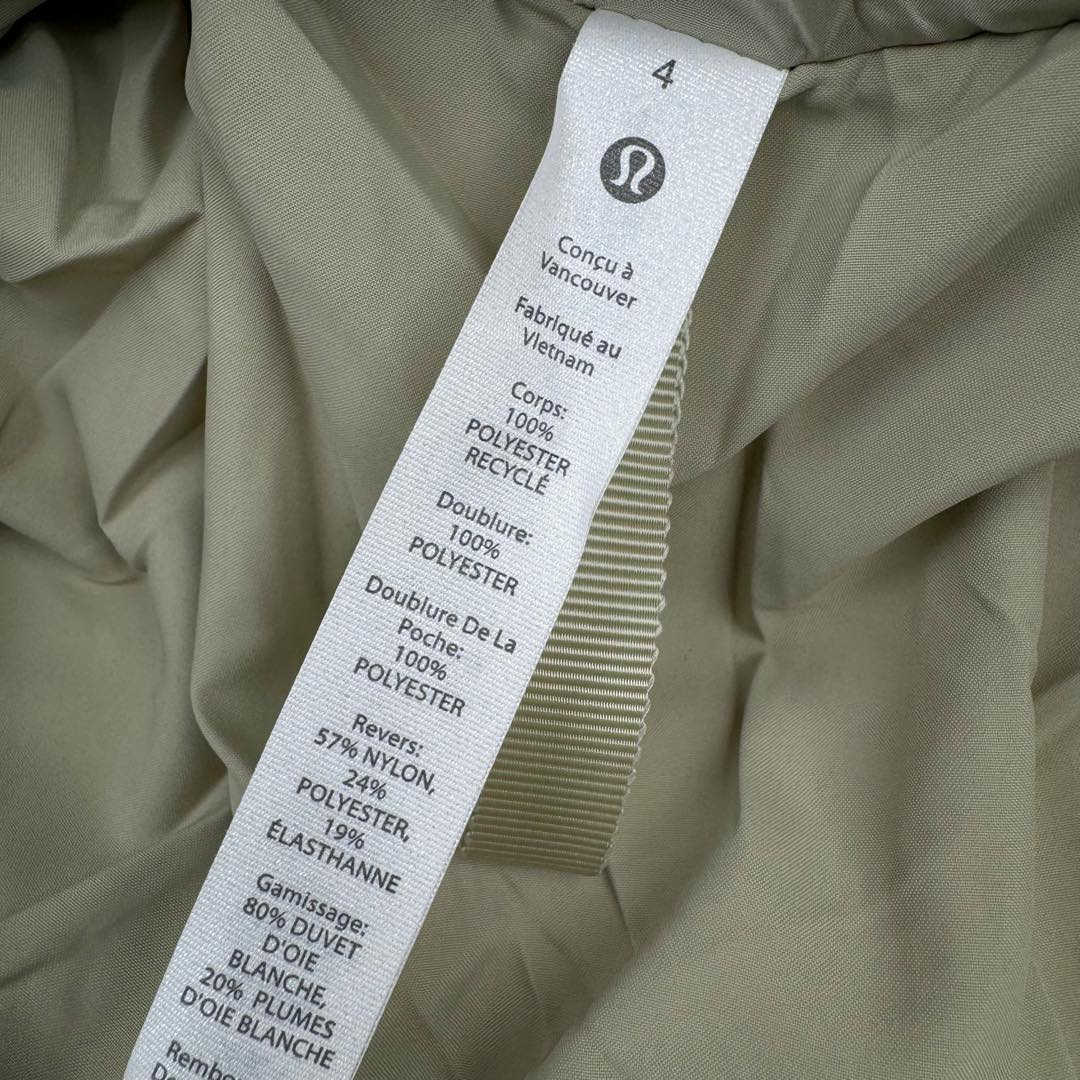 4
Conçu à
Vancouver
Fabriqué au
Vietnam
Corps:
100%
POLYESTER
RECYCLÉ
Doublure:
100%
POLYESTER
Doublure De La
Poche:
100%
POLYESTER
Revers:
57% NYLON,
24%
POLYESTER,
19%
ÉLASTHANNE
Garnissage:
80% DUVET
D'OIE
BLANCHE,
20% PLUMES
D'OIE BLANCHE